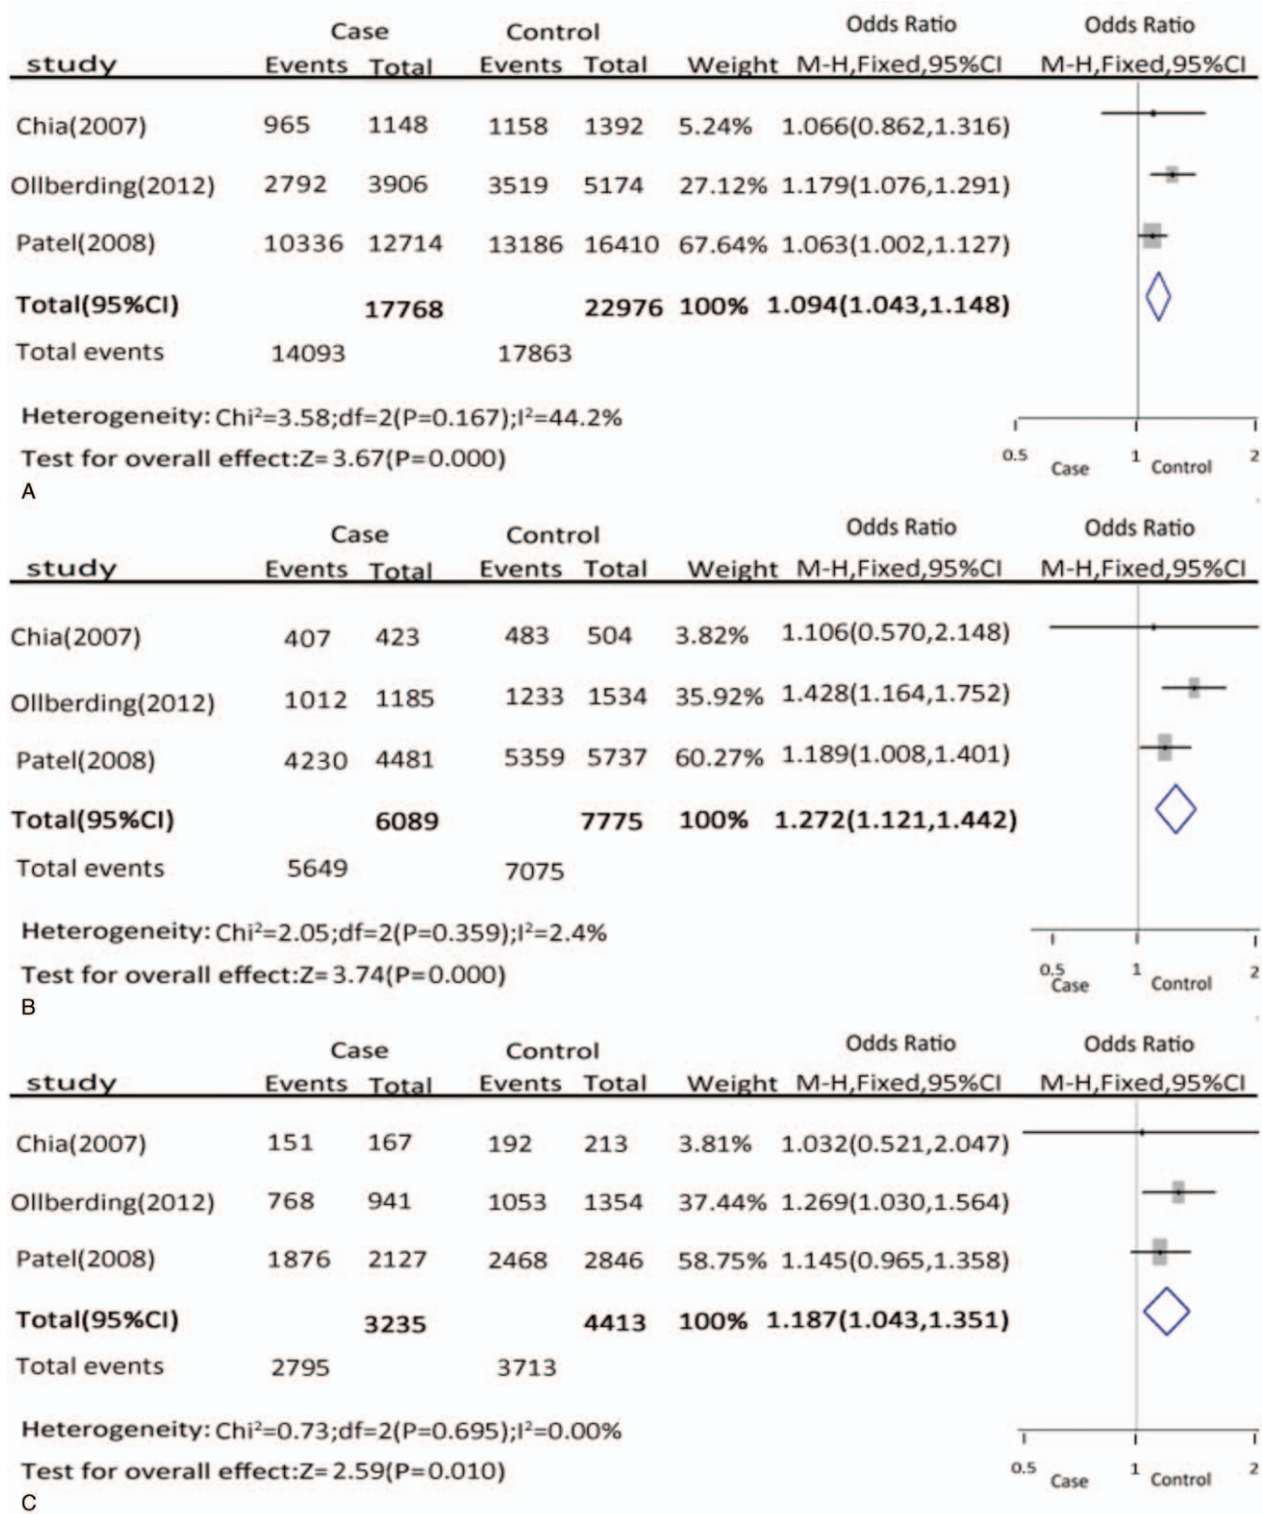 Case Control Odds Ratio Odds Ratio
study Events Total Events Total Weight M-H,Fixed,95%CI M-H,Fixed,95%CI
Chia(2007) 965 1148 1158 1392 5.24% 1.066(0.862,1.316)
Ollberding(2012) 2792 3906 3519 5174 27.12% 1.179(1.076,1.291)
Patel(2008) 10336 12714 13186 16410 67.64% 1.063(1.002,1.127)
Total(95%CI) 17768 22976 100% 1.094(1.043,1.148)
Total events 14093 17863
Heterogeneity: Chi²=3.58;df=2(P=0.167);I²=44.2%
Test for overall effect:Z=3.67(P=0.000)
0.5 1 2
Case Control
A
Case Control Odds Ratio Odds Ratio
study Events Total Events Total Weight M-H,Fixed,95%CI M-H,Fixed,95%CI
Chia(2007) 407 423 483 504 3.82% 1.106(0.570,2.148)
Ollberding(2012) 1012 1185 1233 1534 35.92% 1.428(1.164,1.752)
Patel(2008) 4230 4481 5359 5737 60.27% 1.189(1.008,1.401)
Total(95%CI) 6089 7775 100% 1.272(1.121,1.442)
Total events 5649 7075
Heterogeneity: Chi²=2.05;df=2(P=0.359);I²=2.4%
Test for overall effect:Z=3.74(P=0.000)
0.5 1 2
Case Control
B
Case Control Odds Ratio Odds Ratio
study Events Total Events Total Weight M-H,Fixed,95%CI M-H,Fixed,95%CI
Chia(2007) 151 167 192 213 3.81% 1.032(0.521,2.047)
Ollberding(2012) 768 941 1053 1354 37.44% 1.269(1.030,1.564)
Patel(2008) 1876 2127 2468 2846 58.75% 1.145(0.965,1.358)
Total(95%CI) 3235 4413 100% 1.187(1.043,1.351)
Total events 2795 3713
Heterogeneity: Chi²=0.73;df=2(P=0.695);I²=0.00%
Test for overall effect:Z=2.59(P=0.010)
0.5 1 2
Case Control
C